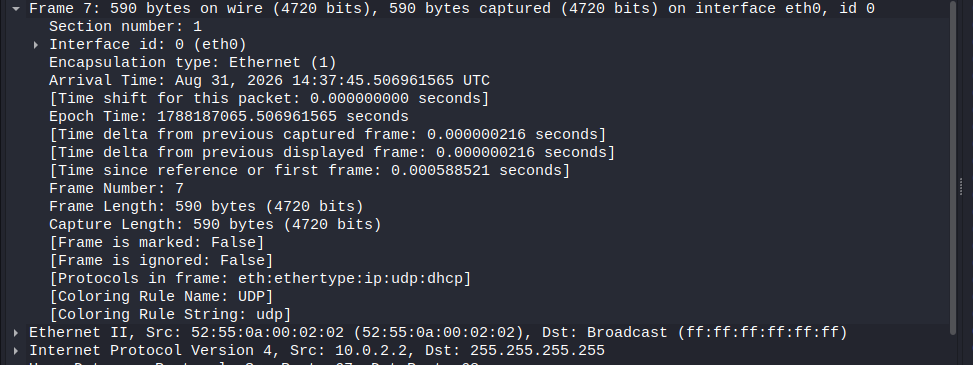 Frame 7: 590 bytes on wire (4720 bits), 590 bytes captured (4720 bits) on interface eth0, id 0
Section number: 1
Interface id: 0 (eth0)
Encapsulation type: Ethernet (1)
Arrival Time: Aug 31, 2026 14:37:45.506961565 UTC
[Time shift for this packet: 0.000000000 seconds]
Epoch Time: 1788187065.506961565 seconds
[Time delta from previous captured frame: 0.000000216 seconds]
[Time delta from previous displayed frame: 0.000000216 seconds]
[Time since reference or first frame: 0.000588521 seconds]
Frame Number: 7
Frame Length: 590 bytes (4720 bits)
Capture Length: 590 bytes (4720 bits)
[Frame is marked: False]
[Frame is ignored: False]
[Protocols in frame: eth:ethertype:ip:udp:dhcp]
[Coloring Rule Name: UDP]
[Coloring Rule String: udp]
Ethernet II, Src: 52:55:0a:00:02:02 (52:55:0a:00:02:02), Dst: Broadcast (ff:ff:ff:ff:ff:ff)
Internet Protocol Version 4, Src: 10.0.2.2, Dst: 255.255.255.255